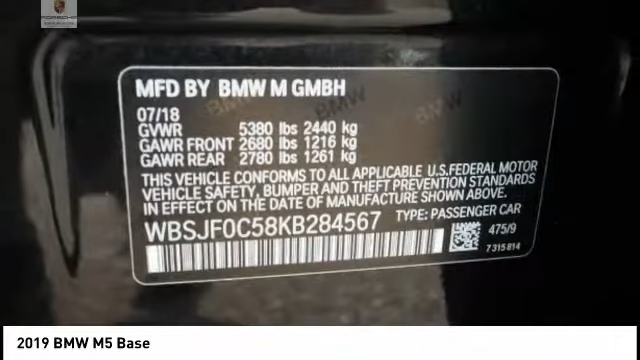 PORSCHE
MFD BY BMW M GMBH
07/18
GVWR 5380 lbs 2440 kg
GAWR FRONT 2680 lbs 1216 kg
GAWR REAR 2780 lbs 1261 kg
THIS VEHICLE CONFORMS TO ALL APPLICABLE U.S.FEDERAL MOTOR
VEHICLE SAFETY, BUMPER AND THEFT PREVENTION STANDARDS
IN EFFECT ON THE DATE OF MANUFACTURE SHOWN ABOVE.
WBSJF0C58KB284567 TYPE: PASSENGER CAR
475/9
7315814
2019 BMW M5 Base